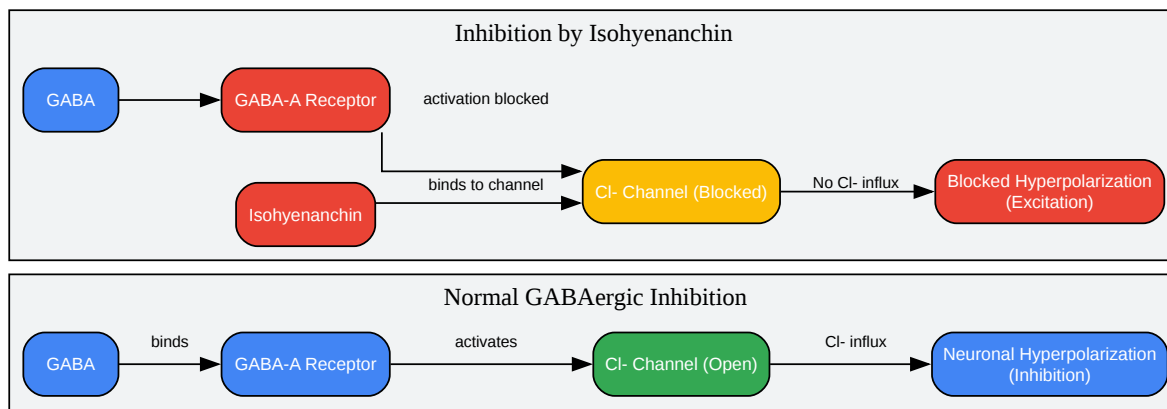 Inhibition by Isohyenanchin
GABA
GABA-A Receptor
activation blocked
binds to channel
Isohyenanchin
Cl- Channel (Blocked)
No Cl- influx
Blocked Hyperpolarization
(Excitation)
Normal GABAergic Inhibition
GABA
binds
GABA-A Receptor
activates
Cl- Channel (Open)
Cl- influx
Neuronal Hyperpolarization
(Inhibition)